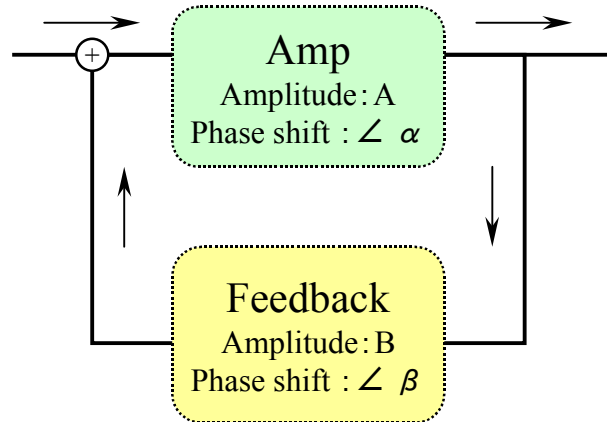 +
Amp
Amplitude: A
Phase shift : ∠ α
Feedback
Amplitude: B
Phase shift : ∠ β